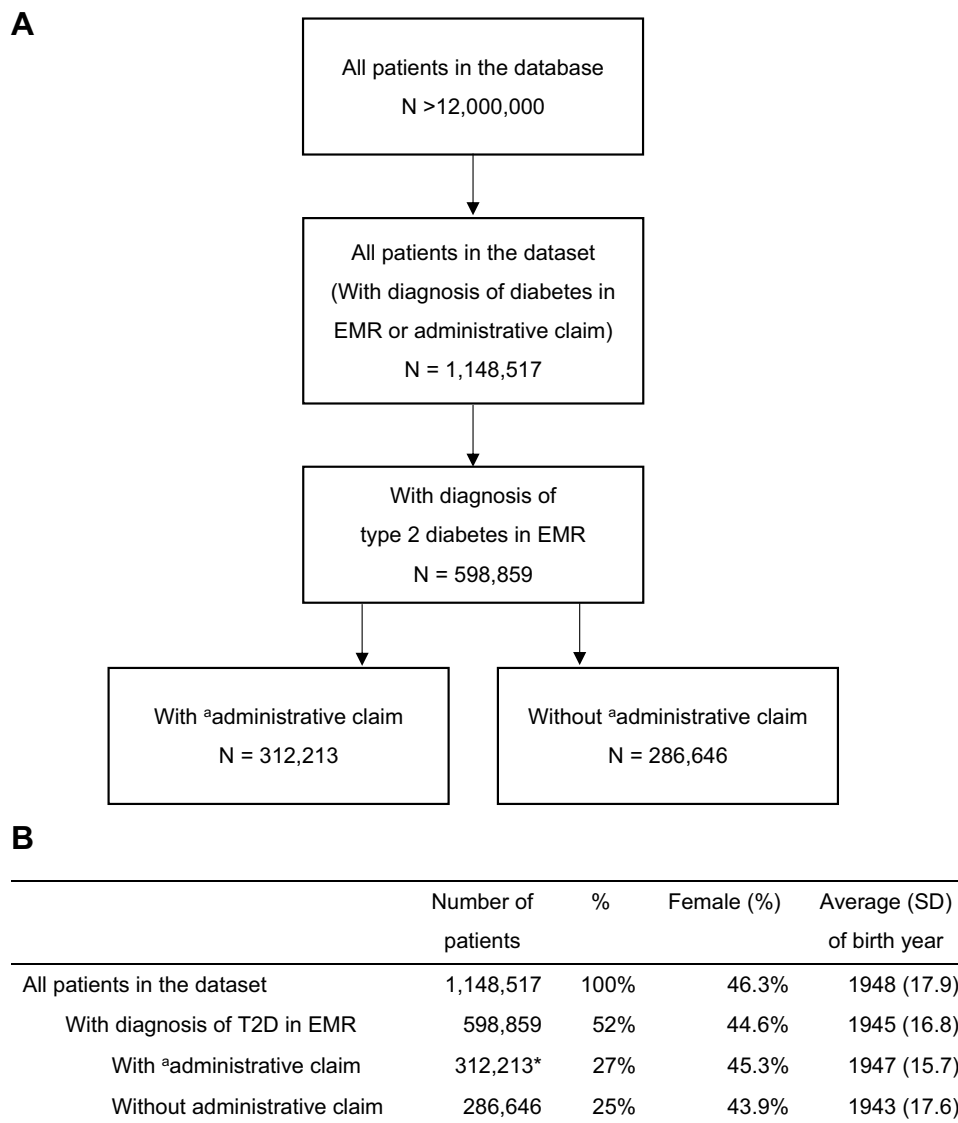 A
All patients in the database
N >12,000,000
All patients in the dataset
(With diagnosis of diabetes in
EMR or administrative claim)
N = 1,148,517
With diagnosis of
type 2 diabetes in EMR
N = 598,859
With ᵃadministrative claim
N = 312,213
Without ᵃadministrative claim
N = 286,646
B
Number of patients % Female (%) Average (SD) of birth year
All patients in the dataset 1,148,517 100% 46.3% 1948 (17.9)
With diagnosis of T2D in EMR 598,859 52% 44.6% 1945 (16.8)
With ᵃadministrative claim 312,213* 27% 45.3% 1947 (15.7)
Without administrative claim 286,646 25% 43.9% 1943 (17.6)